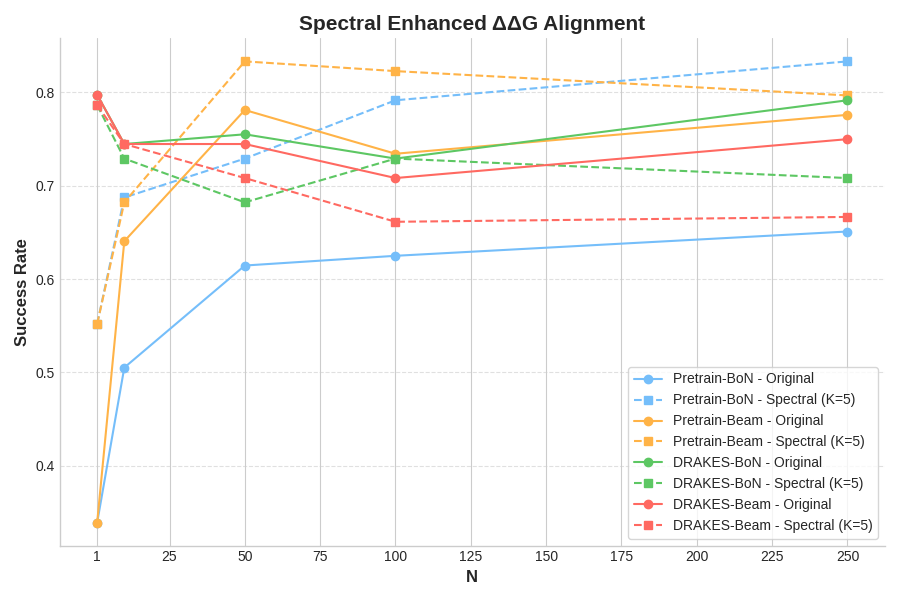 Spectral Enhanced ΔΔG Alignment
Success Rate
0.8
0.7
0.6
0.5
0.4
1 25 50 75 100 125 150 175 200 225 250
N
Pretrain-BoN - Original
Pretrain-BoN - Spectral (K=5)
Pretrain-Beam - Original
Pretrain-Beam - Spectral (K=5)
DRAKES-BoN - Original
DRAKES-BoN - Spectral (K=5)
DRAKES-Beam - Original
DRAKES-Beam - Spectral (K=5)